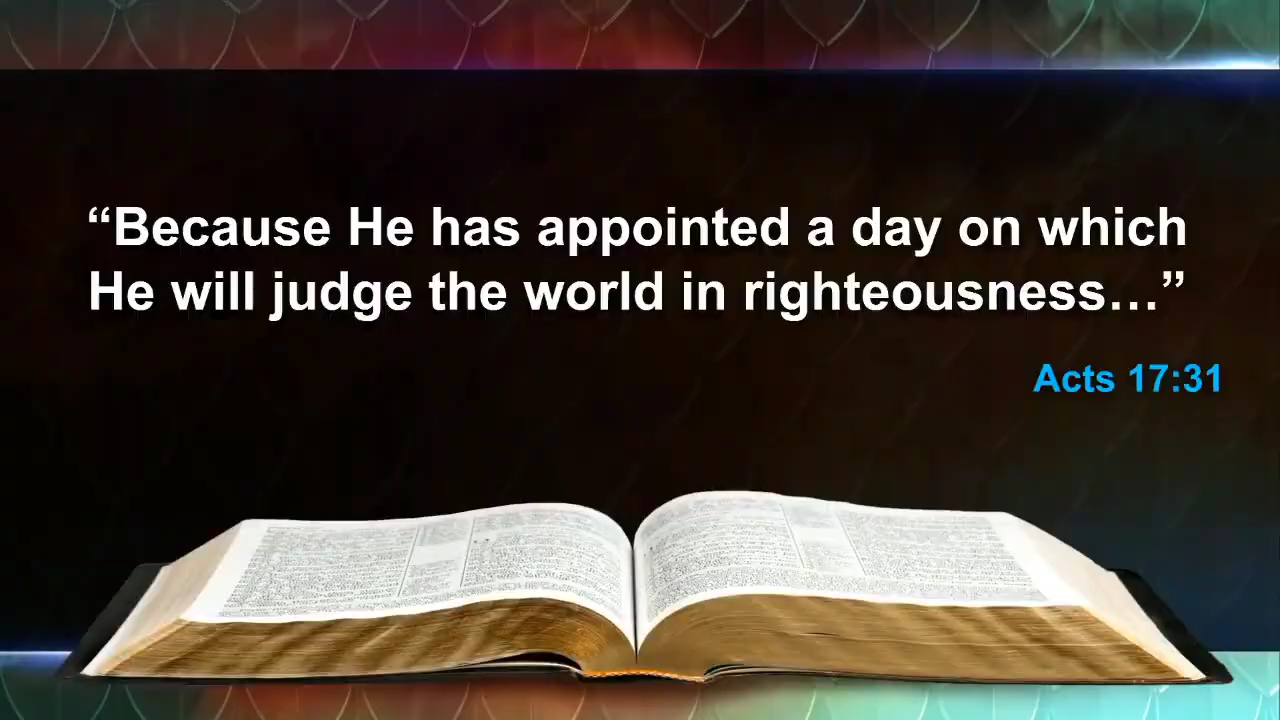 “Because He has appointed a day on which
He will judge the world in righteousness…”
Acts 17:31